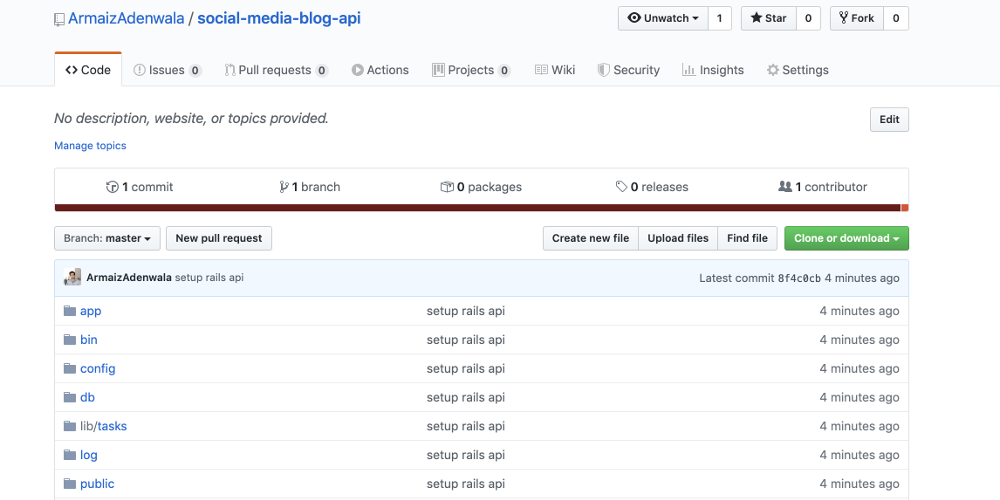 ArmaizAdenwala / social-media-blog-api
Unwatch 1 Star 0 Fork 0
Code Issues 0 Pull requests 0 Actions Projects 0 Wiki Security Insights Settings
No description, website, or topics provided. Edit
Manage topics
1 commit 1 branch 0 packages 0 releases 1 contributor
Branch: master New pull request Create new file Upload files Find file Clone or download
ArmaizAdenwala setup rails api Latest commit 8f4c0cb 4 minutes ago
app setup rails api 4 minutes ago
bin setup rails api 4 minutes ago
config setup rails api 4 minutes ago
db setup rails api 4 minutes ago
lib/tasks setup rails api 4 minutes ago
log setup rails api 4 minutes ago
public setup rails api 4 minutes ago